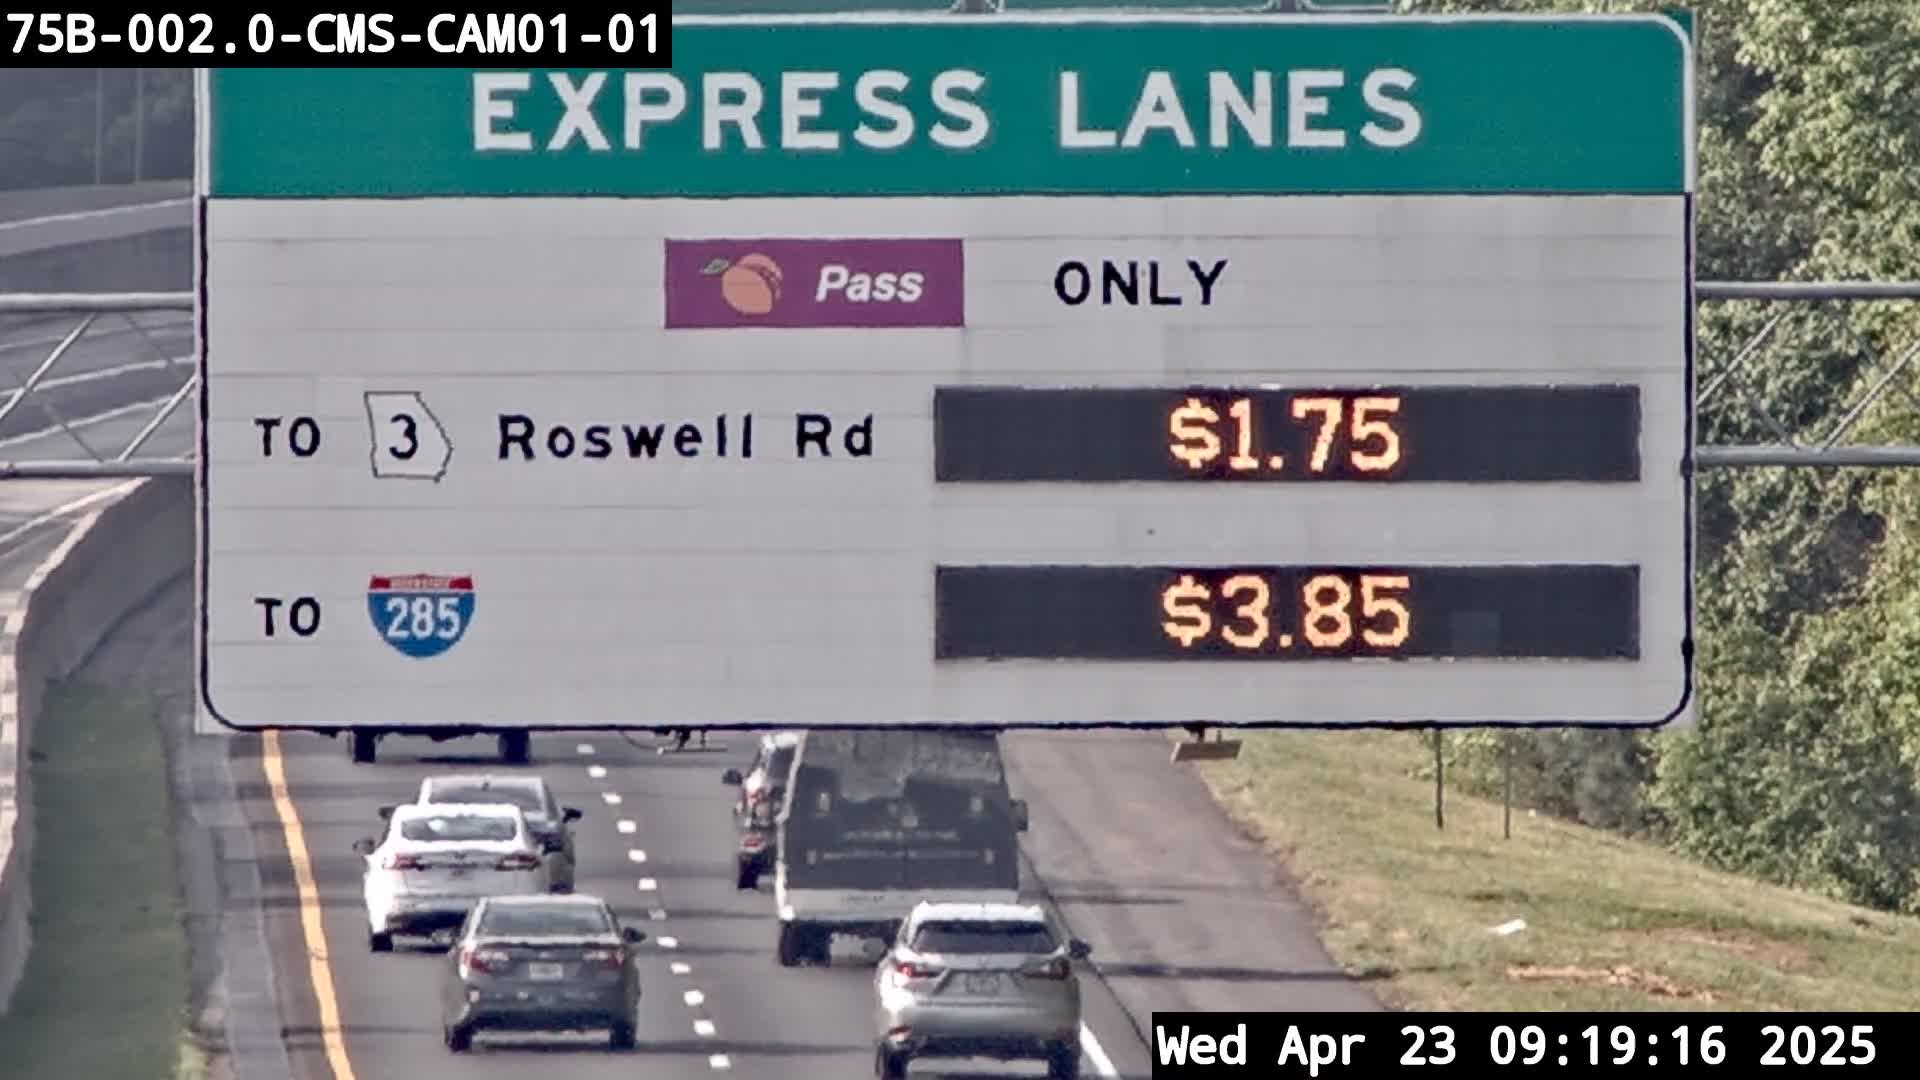 75B-002.0-CMS-CAM01-01
EXPRESS LANES
Pass ONLY
TO 3 Roswell Rd $1.75
TO 285 $3.85
Wed Apr 23 09:19:16 2025